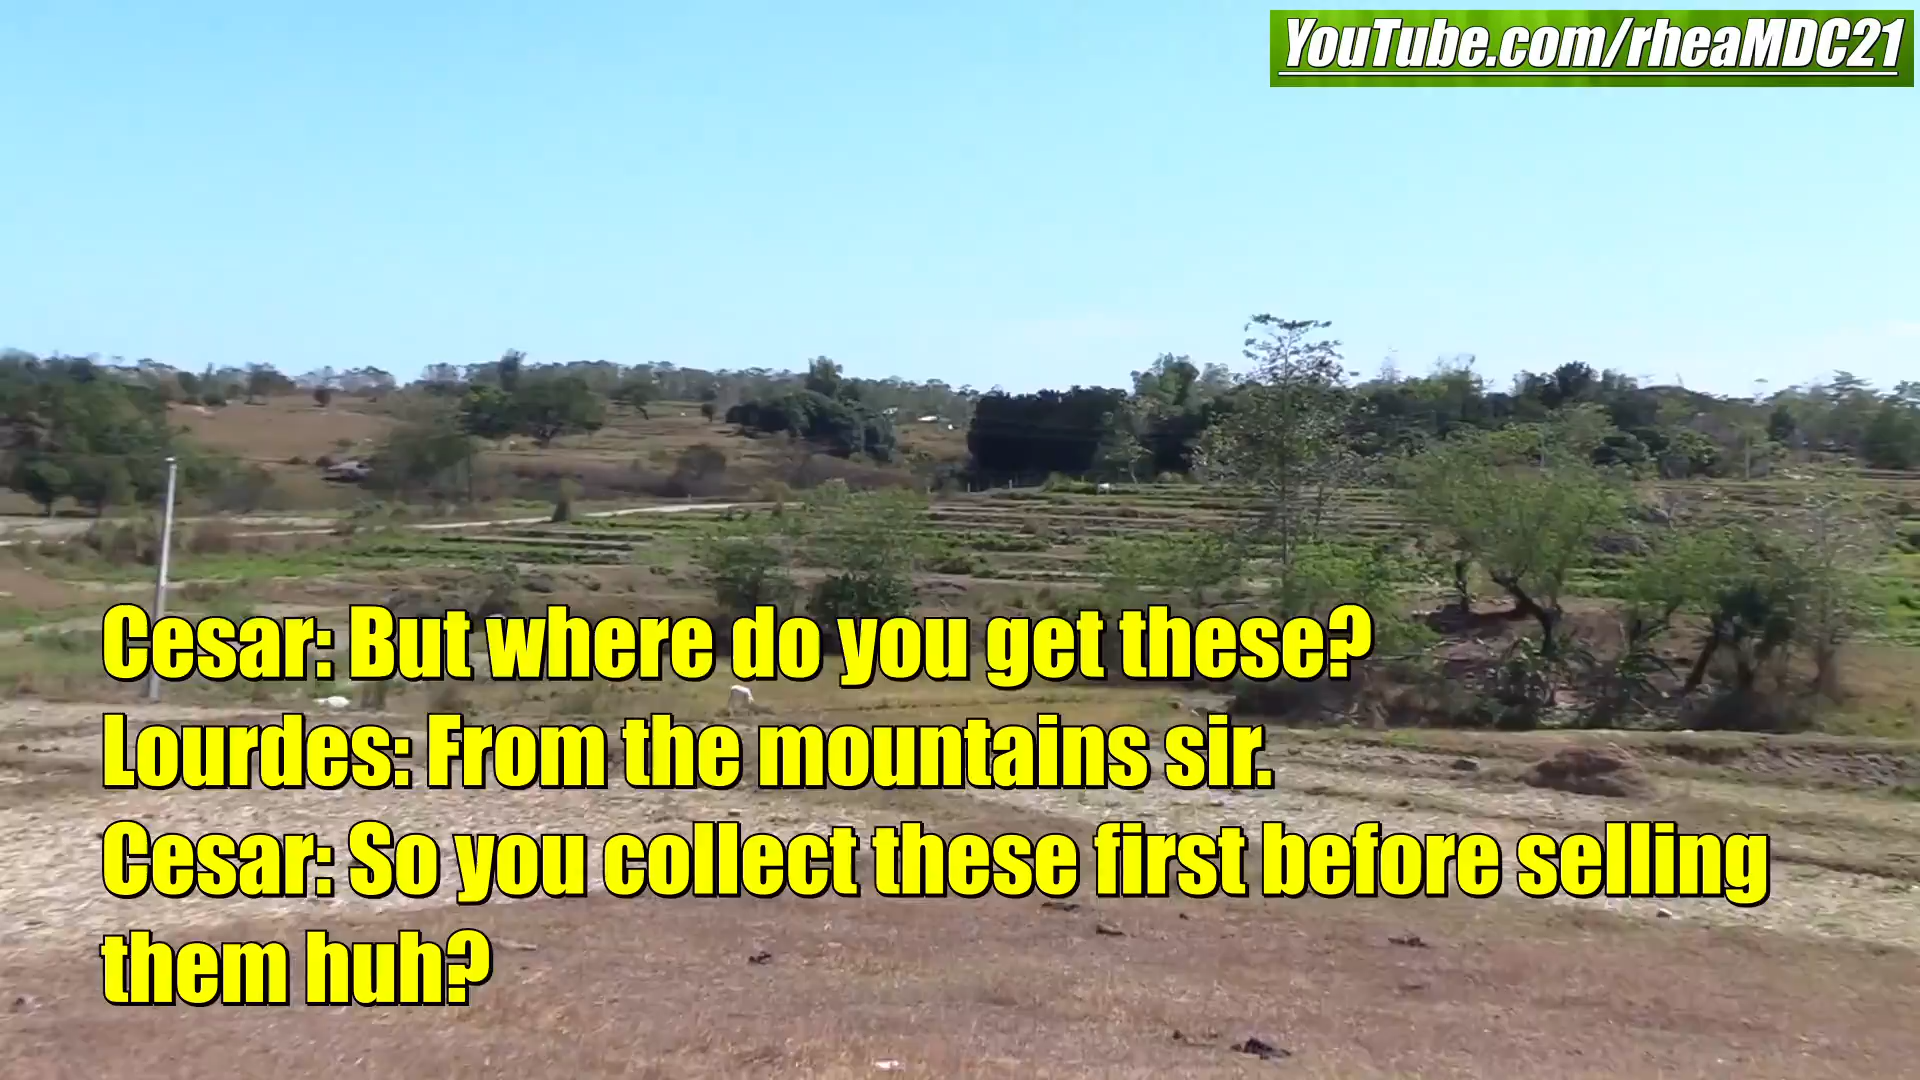 YouTube.com/rheaMDC21
Cesar: But where do you get these?
Lourdes: From the mountains sir.
Cesar: So you collect these first before selling
them huh?